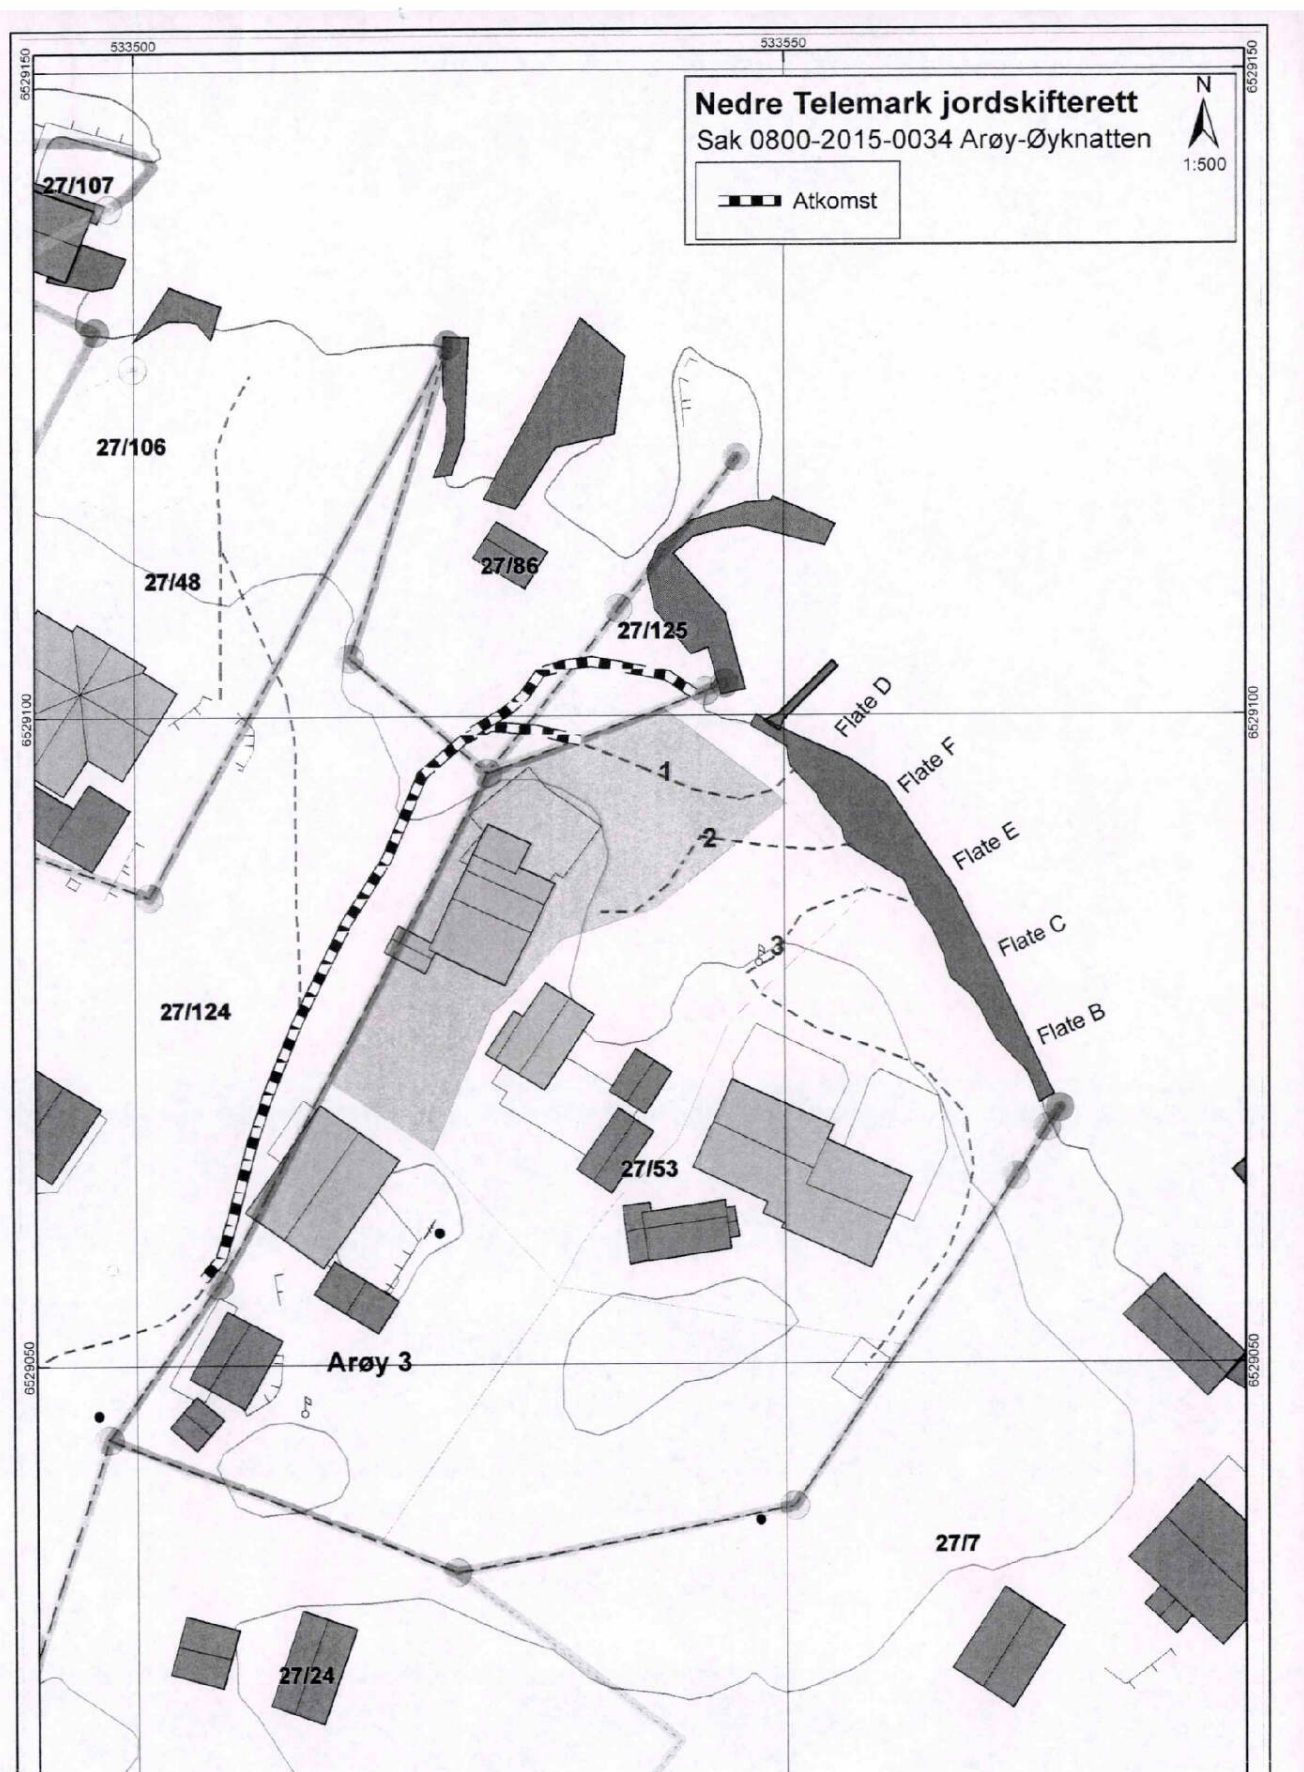 533500
533550
6529150
6529150
Nedre Telemark jordskifterett
N
Sak 0800-2015-0034 Arøy-Øyknatten
1:500
Atkomst
27/107
27/106
27/86
27/48
27/125
6529100
6529100
Flate D
1
Flate F
2
Flate E
3
Flate C
27/124
Flate B
27/53
6529050
6529050
Arøy 3
27/7
27/24